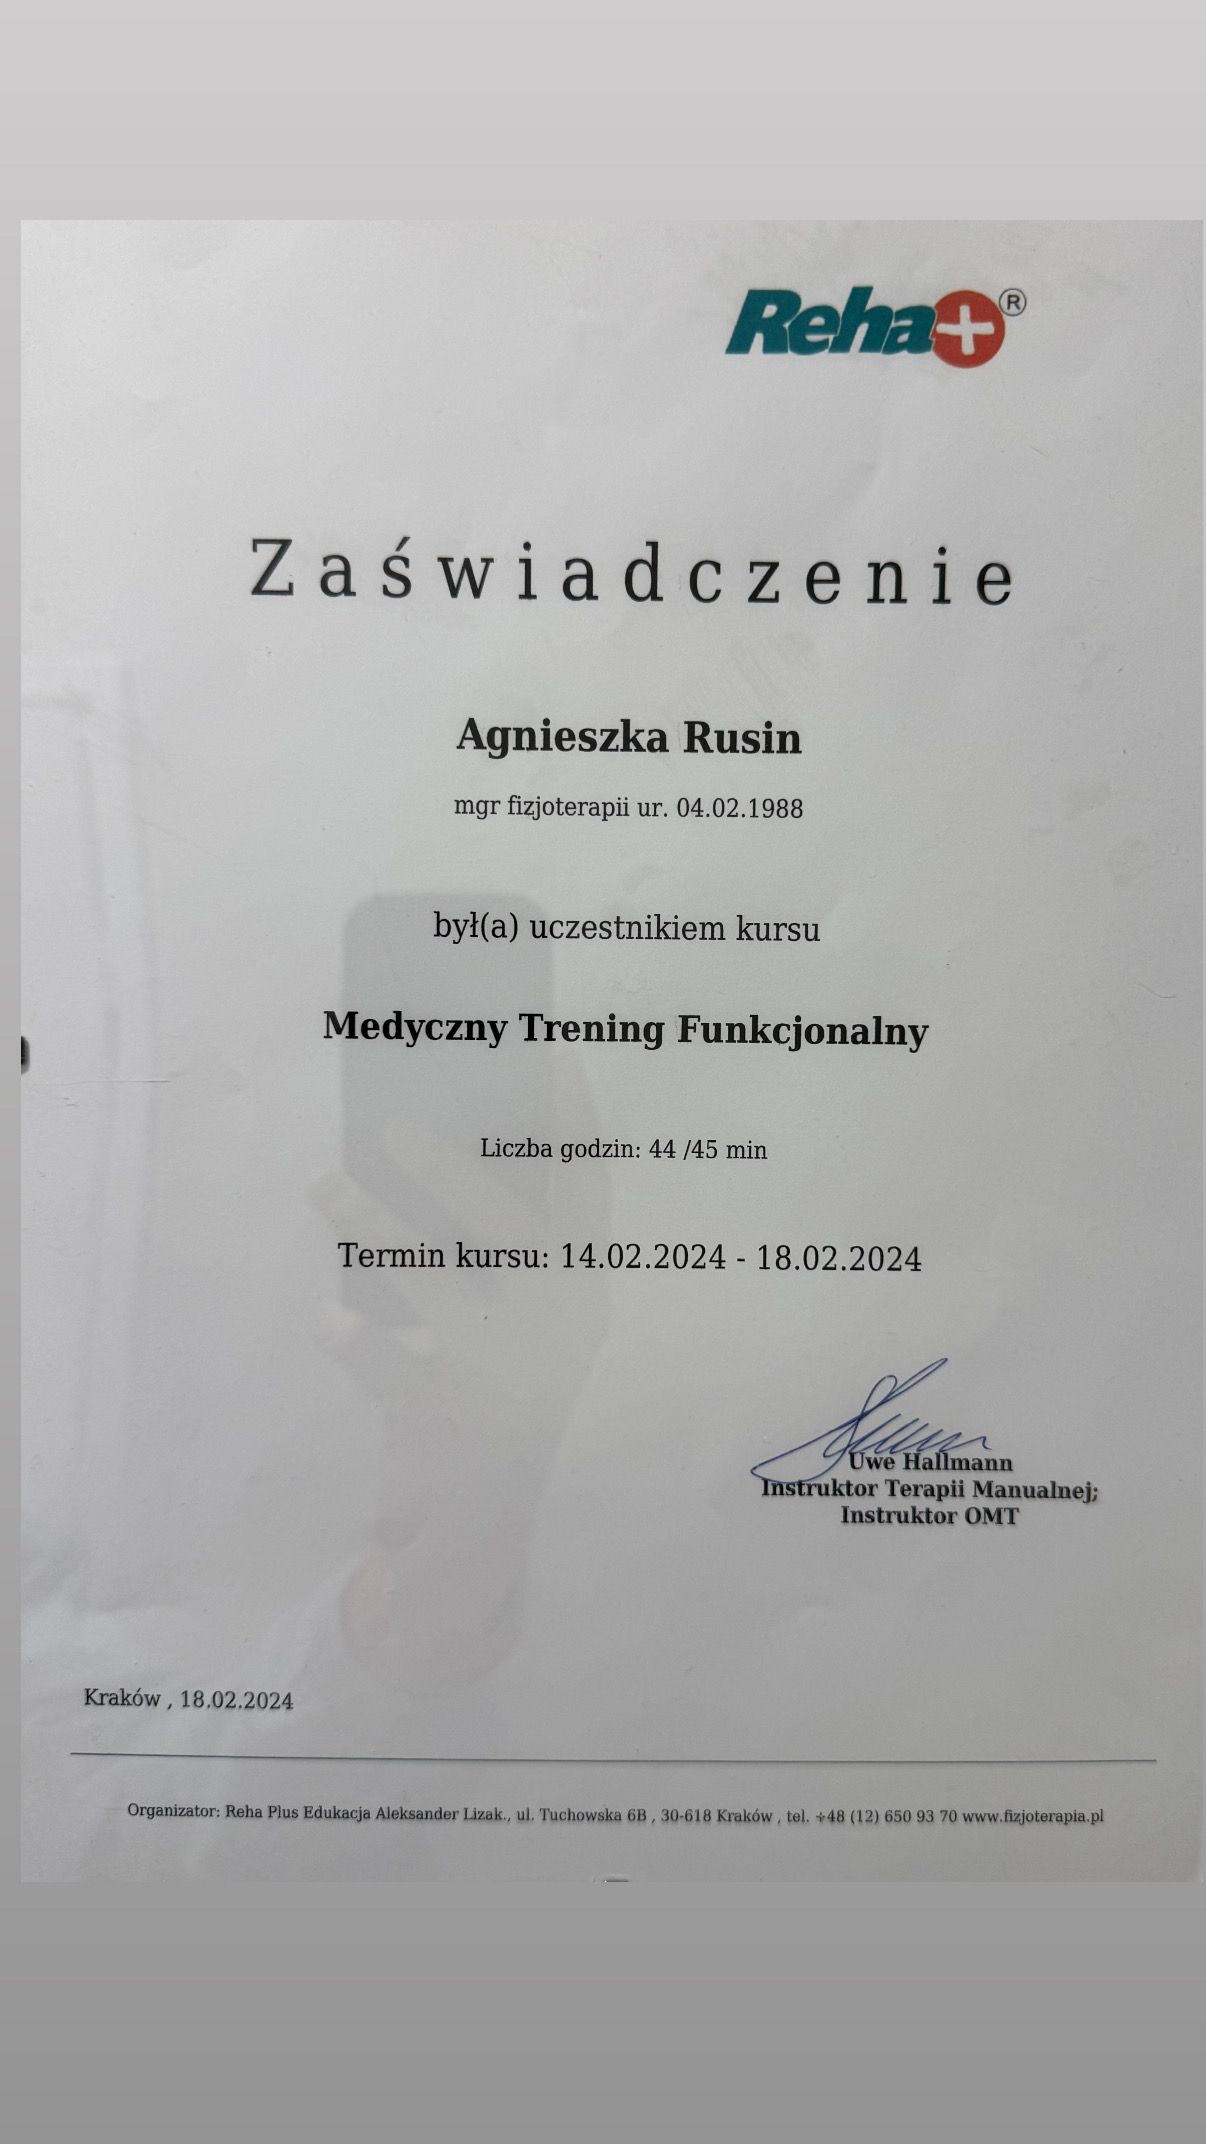 Reha+®
Zaświadczenie
Agnieszka Rusin
mgr fizjoterapii ur. 04.02.1988
był(a) uczestnikiem kursu
Medyczny Trening Funkcjonalny
Liczba godzin: 44 /45 min
Termin kursu: 14.02.2024 - 18.02.2024
Uwe Hallmann
Instruktor Terapii Manualnej;
Instruktor OMT
Kraków , 18.02.2024
Organizator: Reha Plus Edukacja Aleksander Lizak., ul. Tuchowska 6B , 30-618 Kraków , tel. +48 (12) 650 93 70 www.fizjoterapia.pl